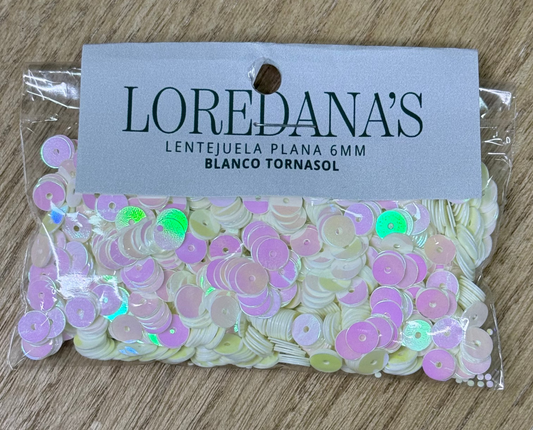 LOREDANA'S
LENTEJUELA PLANA 6MM
BLANCO TORNASOL